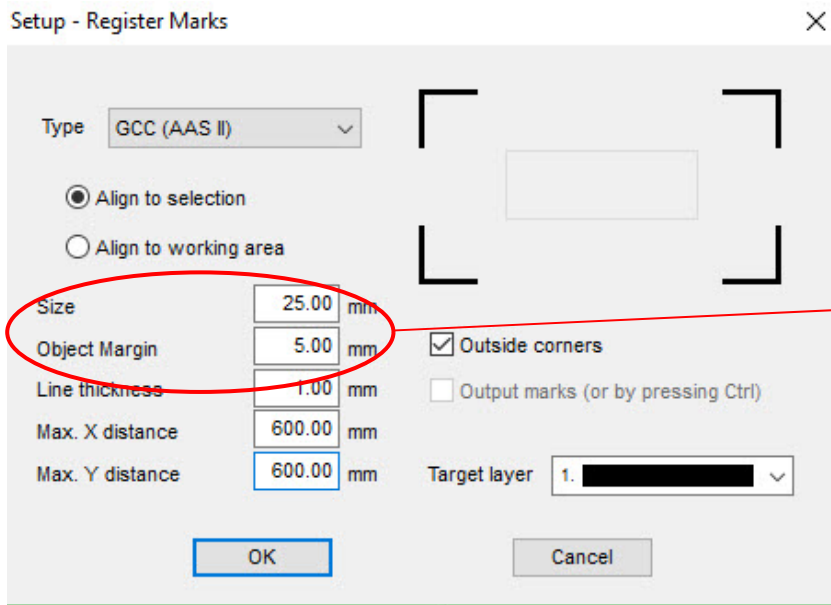 Setup - Register Marks
Type GCC (AAS II)
Align to selection
Align to working area
Size 25.00 mm
Object Margin 5.00 mm
Line thickness 1.00 mm
Max. X distance 600.00 mm
Max. Y distance 600.00 mm
Outside corners
Output marks (or by pressing Ctrl)
Target layer 1.
OK Cancel